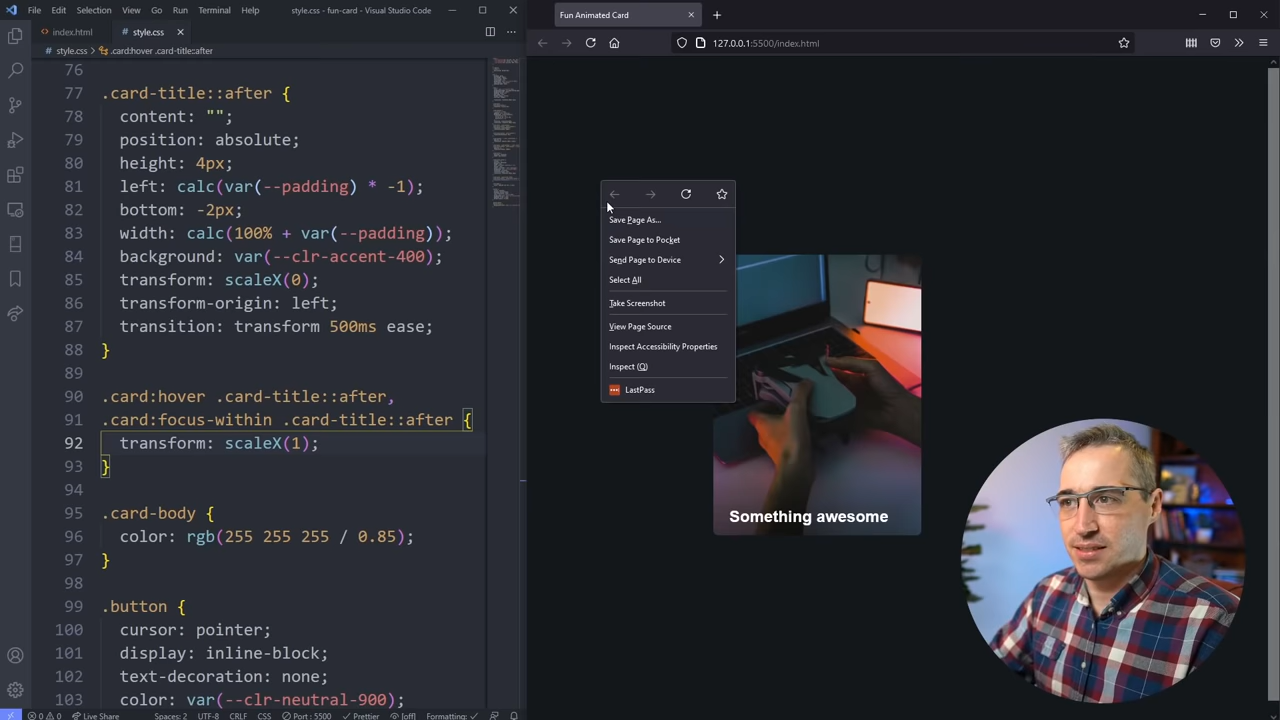 File Edit Selection View Go Run Terminal Help style.css - fun-card - Visual Studio Code
index.html style.css
style.css > .card:hover .card-title::after
76
77 .card-title::after {
78 content: "";
79 position: absolute;
80 height: 4px;
81 left: calc(var(--padding) * -1);
82 bottom: -2px;
83 width: calc(100% + var(--padding));
84 background: var(--clr-accent-400);
85 transform: scaleX(0);
86 transform-origin: left;
87 transition: transform 500ms ease;
88 }
89
90 .card:hover .card-title::after,
91 .card:focus-within .card-title::after {
92 transform: scaleX(1);
93 }
94
95 .card-body {
96 color: rgb(255 255 255 / 0.85);
97 }
98
99 .button {
100 cursor: pointer;
101 display: inline-block;
102 text-decoration: none;
103 color: var(--clr-neutral-900);
0 0 Live Share Spaces: 2 UTF-8 CRLF CSS Port : 5500 Prettier [off] Formatting:
Fun Animated Card
127.0.0.1:5500/index.html
Save Page As...
Save Page to Pocket
Send Page to Device
Select All
Take Screenshot
View Page Source
Inspect Accessibility Properties
Inspect (Q)
LastPass
Something awesome